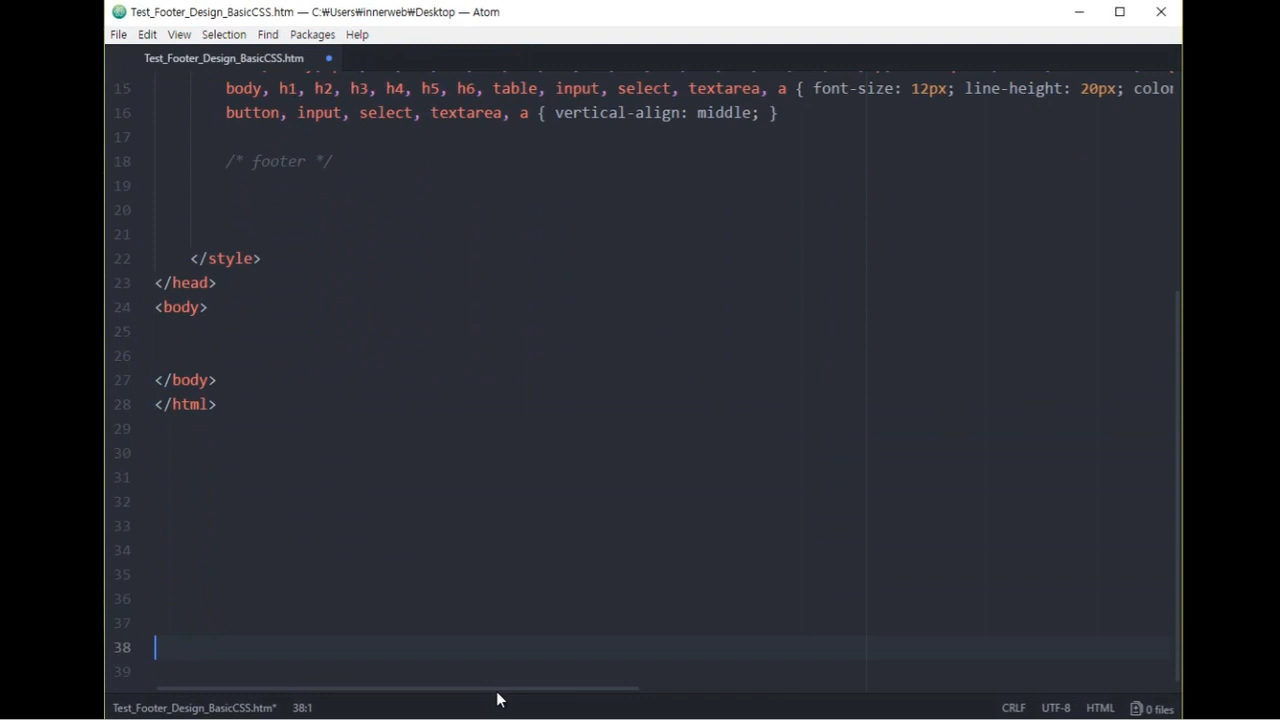 Test_Footer_Design_BasicCSS.htm — C:₩Users₩innerweb₩Desktop — Atom
File Edit View Selection Find Packages Help
Test_Footer_Design_BasicCSS.htm
15 body, h1, h2, h3, h4, h5, h6, table, input, select, textarea, a { font-size: 12px; line-height: 20px; color
16 button, input, select, textarea, a { vertical-align: middle; }
17
18 /* footer */
19
20
21
22 </style>
23 </head>
24 <body>
25
26
27 </body>
28 </html>
29
30
31
32
33
34
35
36
37
38
39
Test_Footer_Design_BasicCSS.htm* 38:1 CRLF UTF-8 HTML 0 files